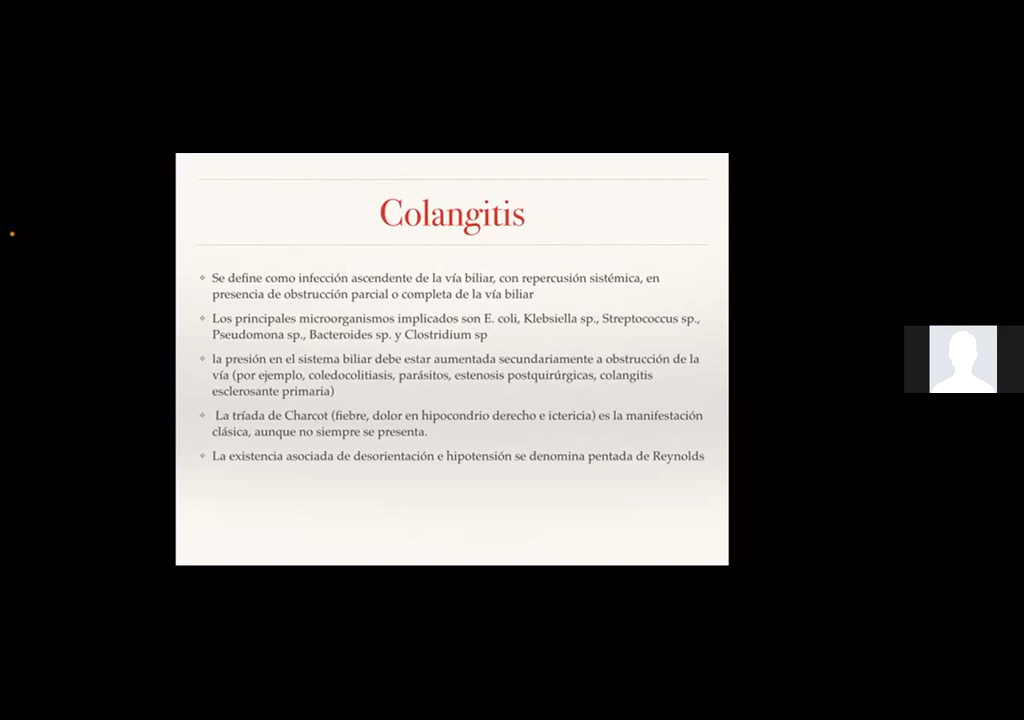 Colangitis
Se define como infección ascendente de la vía biliar, con repercusión sistémica, en
presencia de obstrucción parcial o completa de la vía biliar
Los principales microorganismos implicados son E. coli, Klebsiella sp., Streptococcus sp.,
Pseudomona sp., Bacteroides sp. y Clostridium sp
la presión en el sistema biliar debe estar aumentada secundariamente a obstrucción de la
vía (por ejemplo, coledocolitiasis, parásitos, estenosis postquirúrgicas, colangitis
esclerosante primaria)
La tríada de Charcot (fiebre, dolor en hipocondrio derecho e ictericia) es la manifestación
clásica, aunque no siempre se presenta.
La existencia asociada de desorientación e hipotensión se denomina pentada de Reynolds